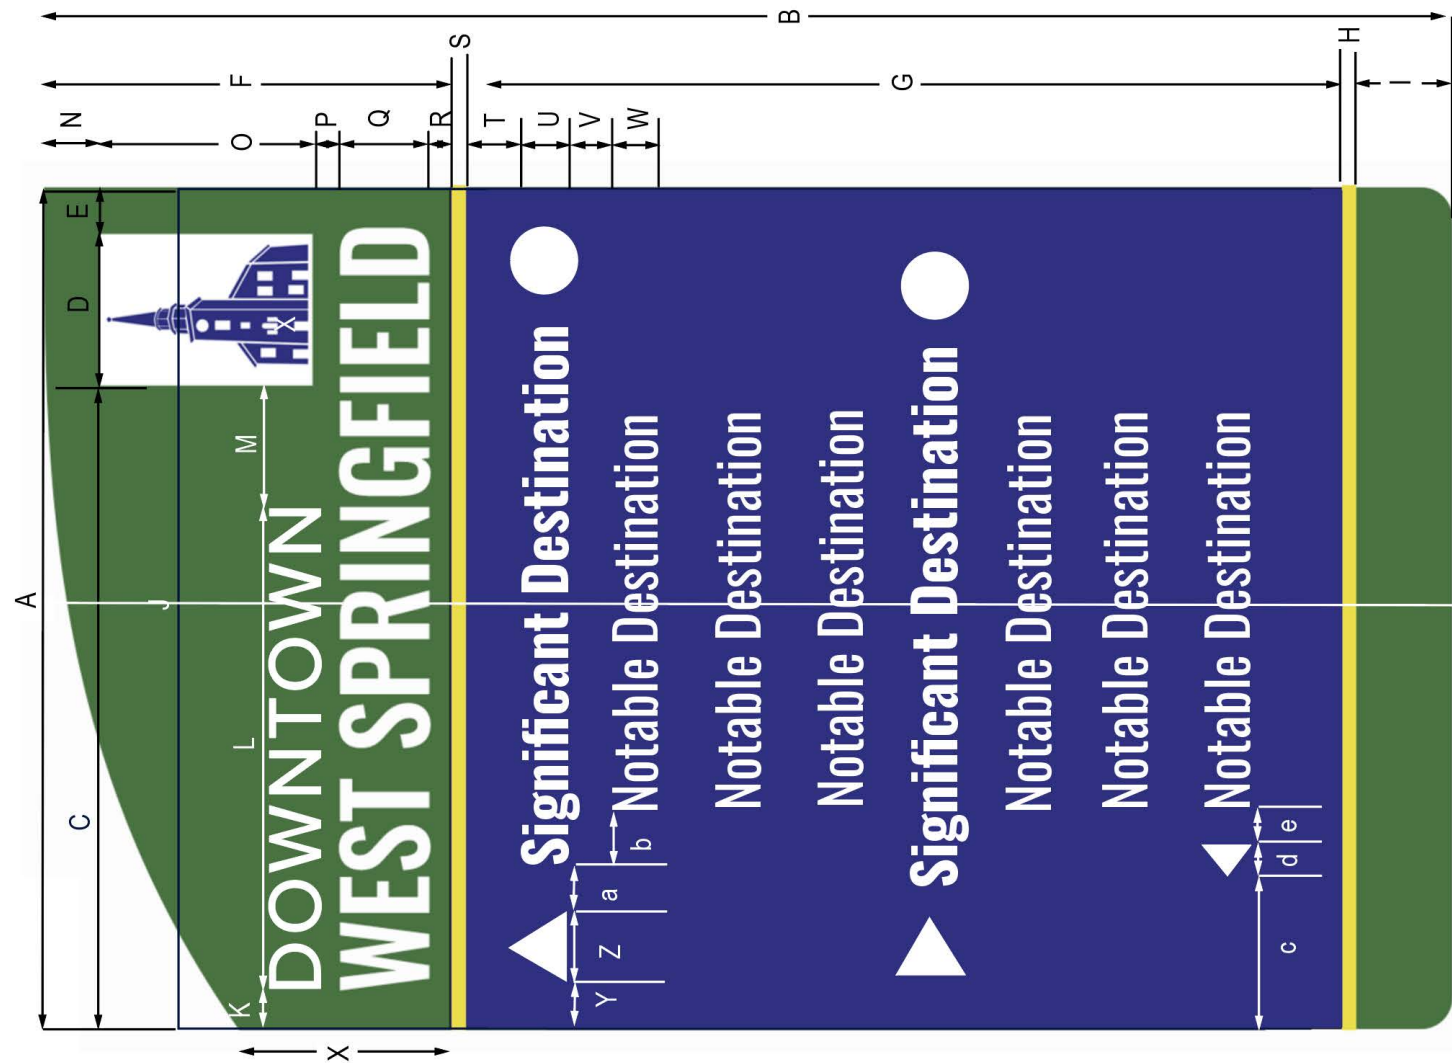 A
C D E N
J
K L M O F
X
DOWNTOWN
P
X
WEST SPRINGFIELD Q
R
S
T
Significant Destination U
V
Y Z a
b Notable Destination W
Notable Destination
B
Notable Destination
G
Significant Destination
Notable Destination
Notable Destination
Notable Destination
c d e
H
I